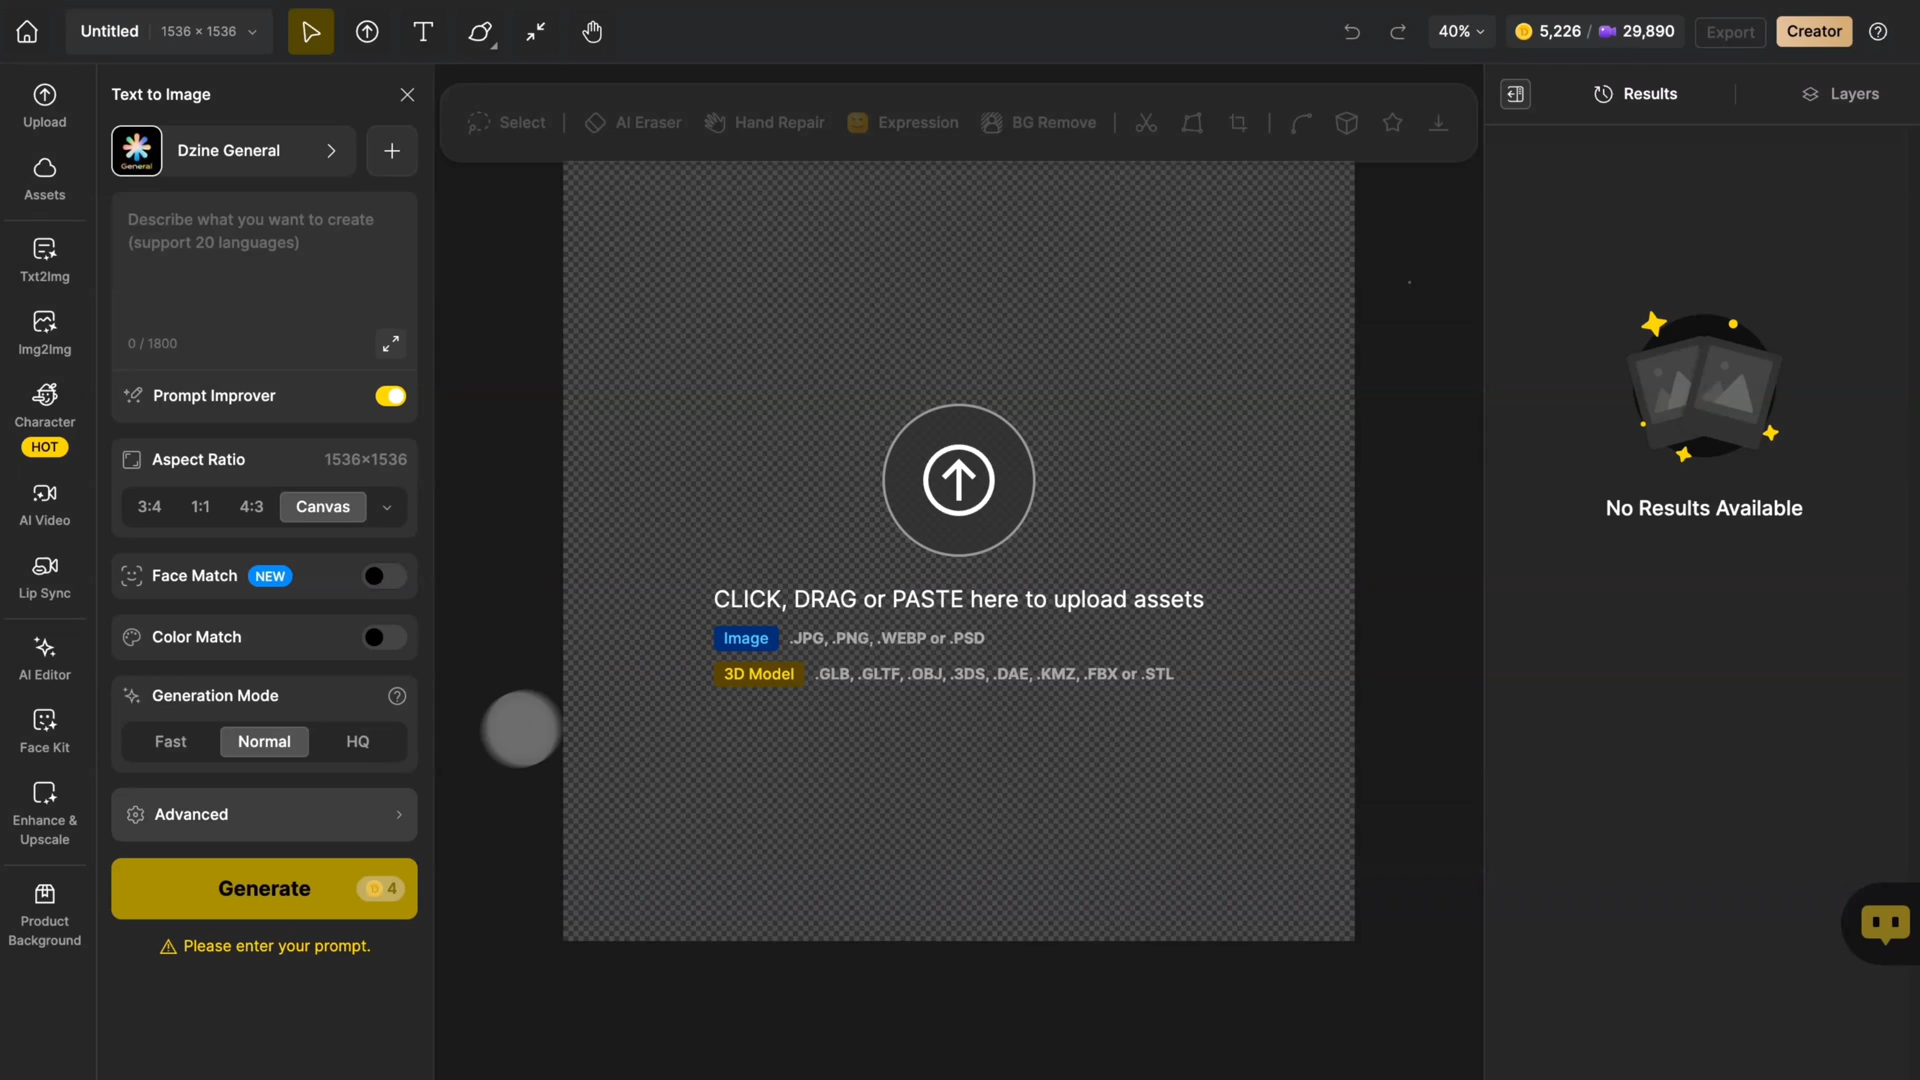 Untitled
1536 × 1536
40%
5,226 / 29,890
Export
Creator
Upload
Assets
Txt2Img
Img2Img
Character
HOT
AI Video
Lip Sync
AI Editor
Face Kit
Enhance &
Upscale
Product
Background
Text to Image
General
Dzine General
Describe what you want to create
(support 20 languages)
0 / 1800
Prompt Improver
Aspect Ratio
1536×1536
3:4
1:1
4:3
Canvas
Face Match
NEW
Color Match
Generation Mode
Fast
Normal
HQ
Advanced
Generate
4
Please enter your prompt.
Select
AI Eraser
Hand Repair
Expression
BG Remove
CLICK, DRAG or PASTE here to upload assets
Image .JPG, .PNG, .WEBP or .PSD
3D Model .GLB, .GLTF, .OBJ, .3DS, .DAE, .KMZ, .FBX or .STL
Results
Layers
No Results Available